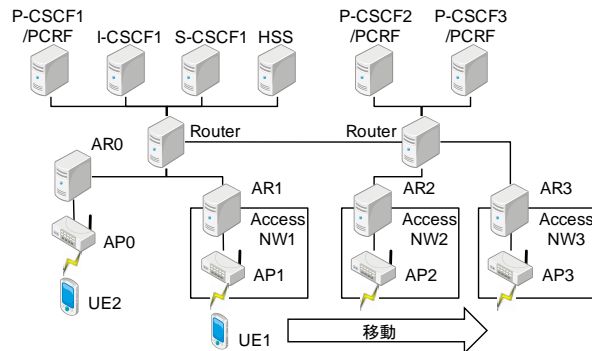 P-CSCF1
/PCRF
I-CSCF1
S-CSCF1
HSS
P-CSCF2
/PCRF
P-CSCF3
/PCRF
Router
Router
AR0
AR1
AR2
AR3
Access
NW1
Access
NW2
Access
NW3
AP0
AP1
AP2
AP3
UE2
UE1
移動